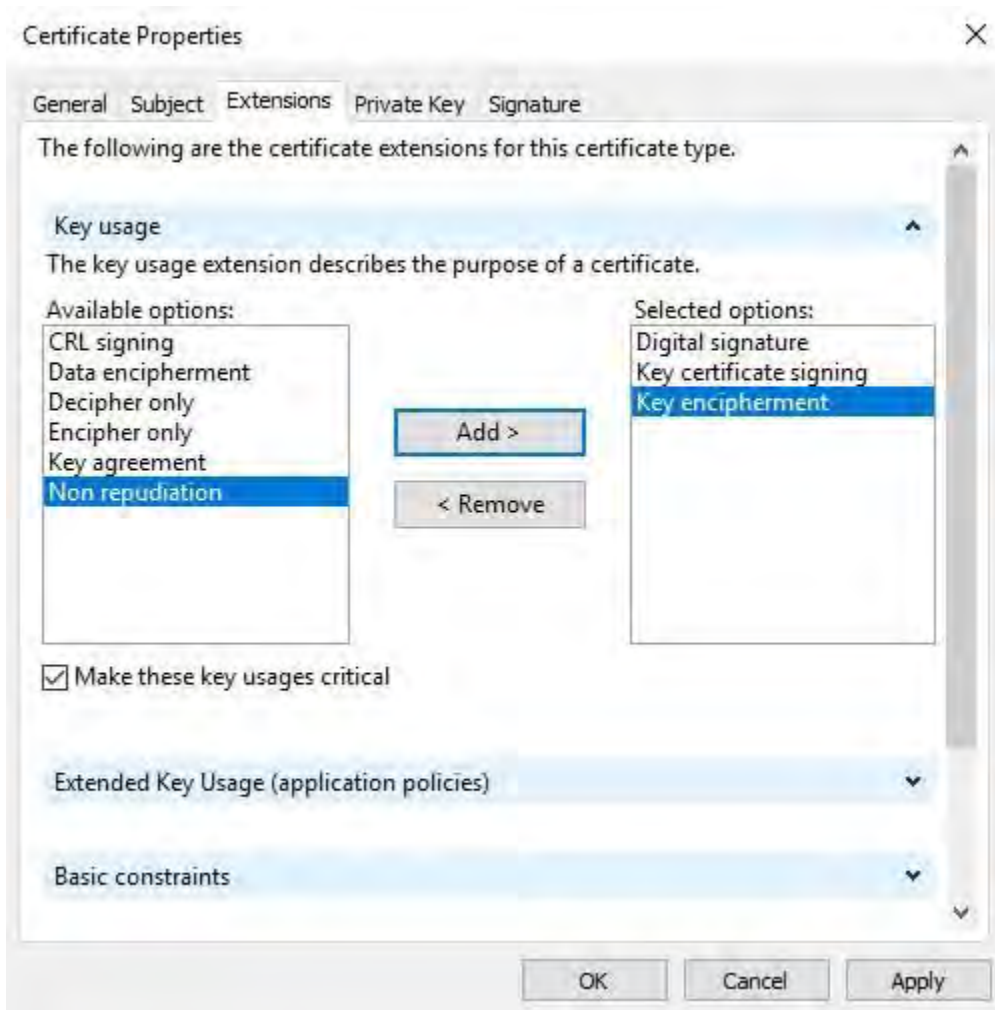 Certificate Properties
General Subject Extensions Private Key Signature
The following are the certificate extensions for this certificate type.
Key usage
The key usage extension describes the purpose of a certificate.
Available options:
CRL signing
Data encipherment
Decipher only
Encipher only
Key agreement
Non repudiation
Add >
< Remove
Selected options:
Digital signature
Key certificate signing
Key encipherment
Make these key usages critical
Extended Key Usage (application policies)
Basic constraints
OK Cancel Apply